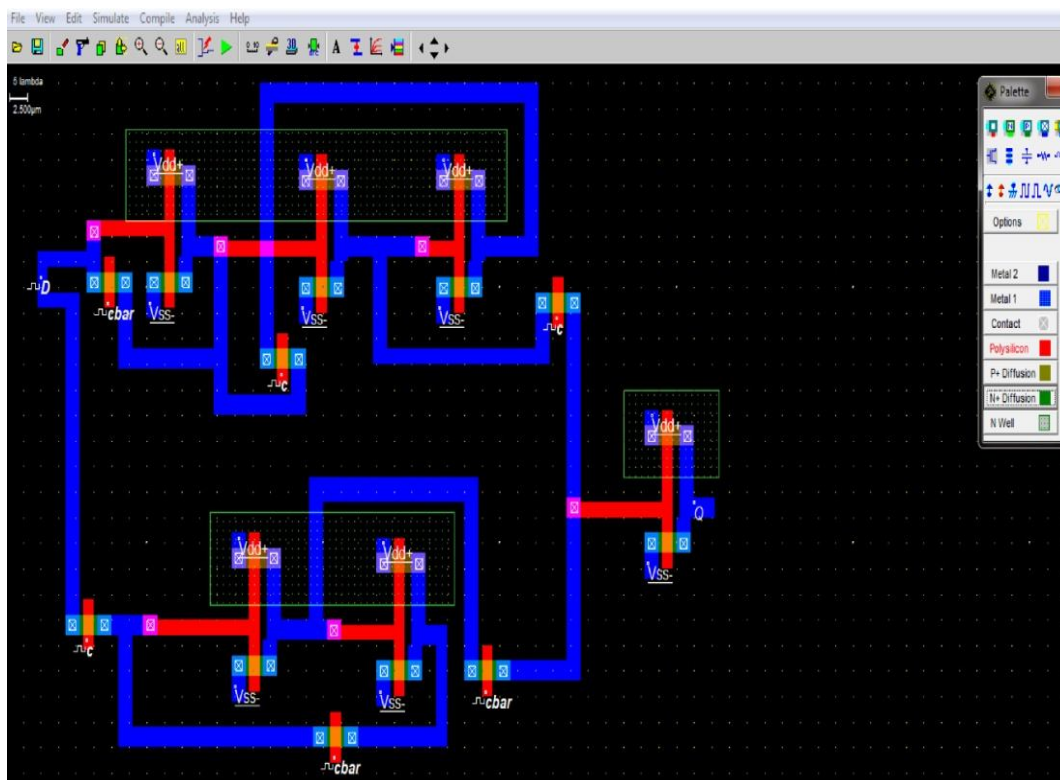 File View Edit Simulate Compile Analysis Help
5 lambda
2.500µm
Palette
Options
Metal 2
Metal 1
Contact
Polysilicon
P+ Diffusion
N+ Diffusion
N Well
Vdd+ Vdd+ Vdd+
D
cbar Vss- Vss- Vss-
c
c
Vdd+
Q
Vss-
Vdd+ Vdd+
c
Vss- Vss- cbar
cbar